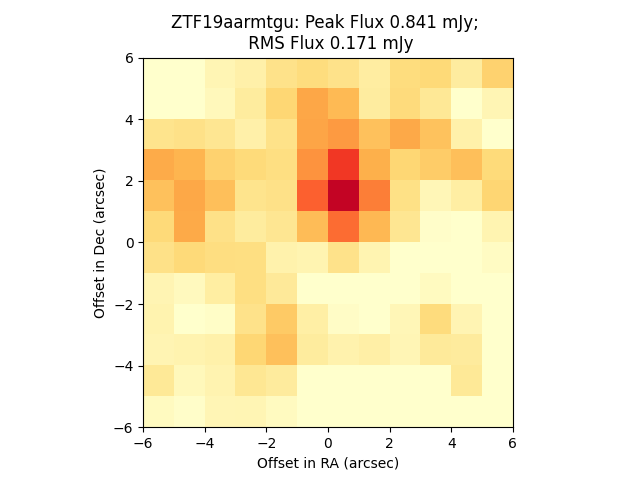 ZTF19aarmtgu: Peak Flux 0.841 mJy;
RMS Flux 0.171 mJy
6
4
2
0
−2
−4
−6
Offset in Dec (arcsec)
−6 −4 −2 0 2 4 6
Offset in RA (arcsec)